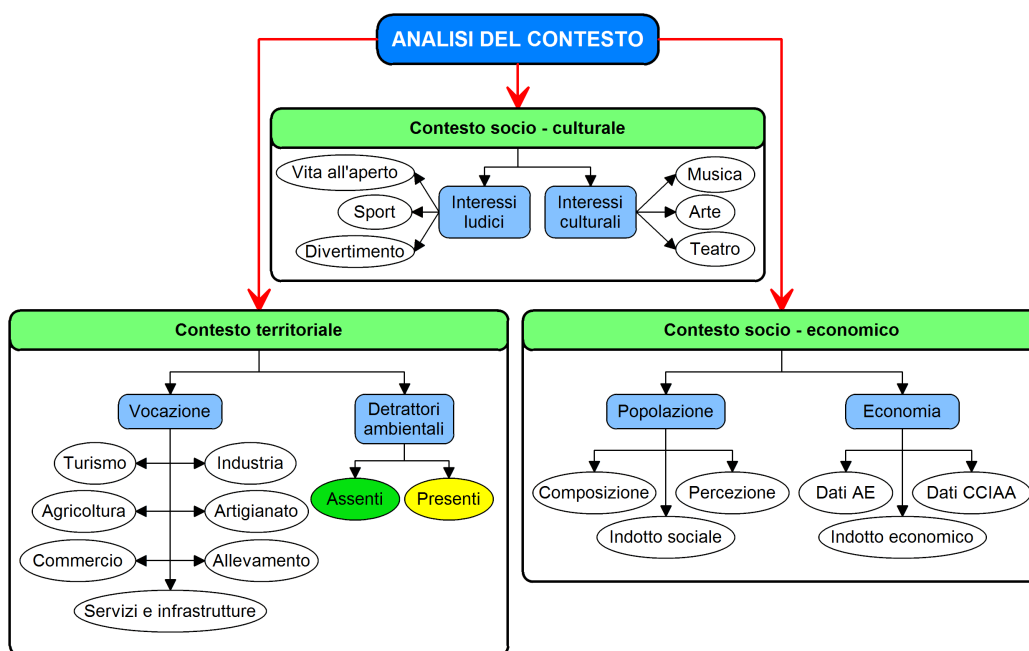 ANALISI DEL CONTESTO
Contesto socio - culturale
Vita all'aperto
Sport
Divertimento
Interessi
ludici
Interessi
culturali
Musica
Arte
Teatro
Contesto territoriale
Vocazione
Detrattori
ambientali
Turismo
Industria
Agricoltura
Artigianato
Commercio
Allevamento
Servizi e infrastrutture
Assenti
Presenti
Contesto socio - economico
Popolazione
Economia
Composizione
Percezione
Indotto sociale
Dati AE
Dati CCIAA
Indotto economico